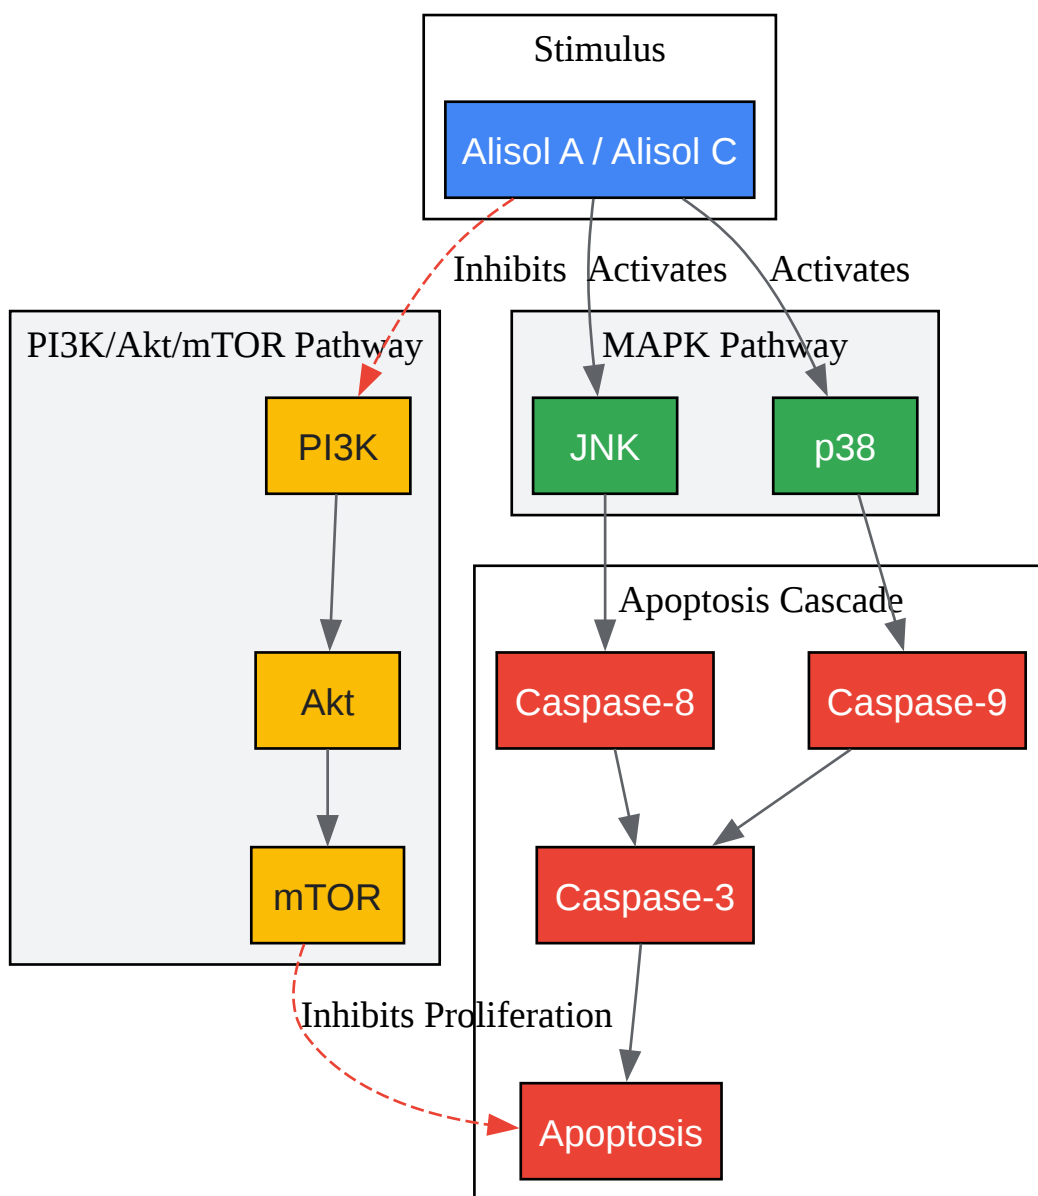 Stimulus
Alisol A / Alisol C
Inhibits
Activates
Activates
PI3K/Akt/mTOR Pathway
MAPK Pathway
PI3K
JNK
p38
Apoptosis Cascade
Akt
Caspase-8
Caspase-9
mTOR
Caspase-3
Inhibits Proliferation
Apoptosis